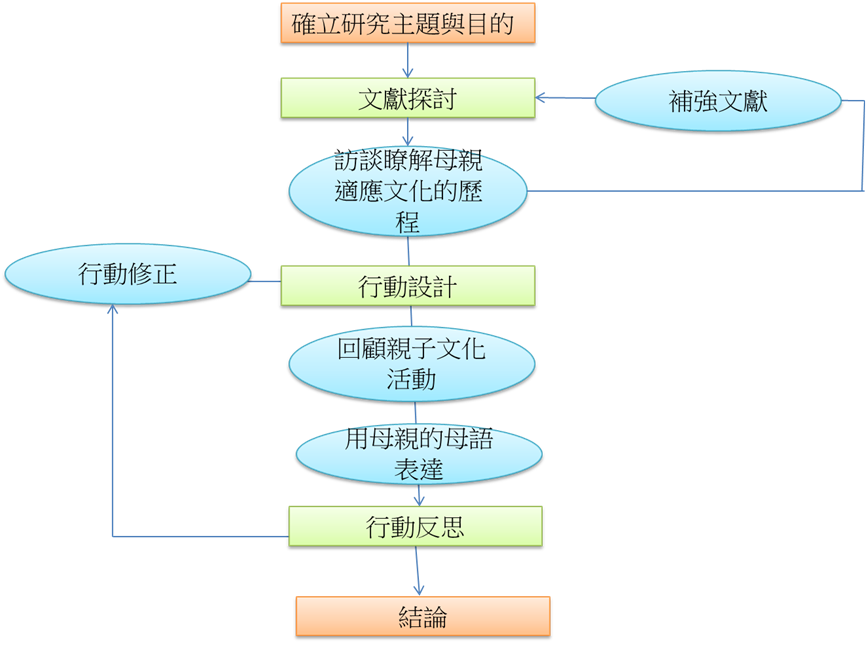 確立研究主題與目的
文獻探討
補強文獻
訪談瞭解母親
適應文化的歷
程
行動修正
行動設計
回顧親子文化
活動
用母親的母語
表達
行動反思
結論